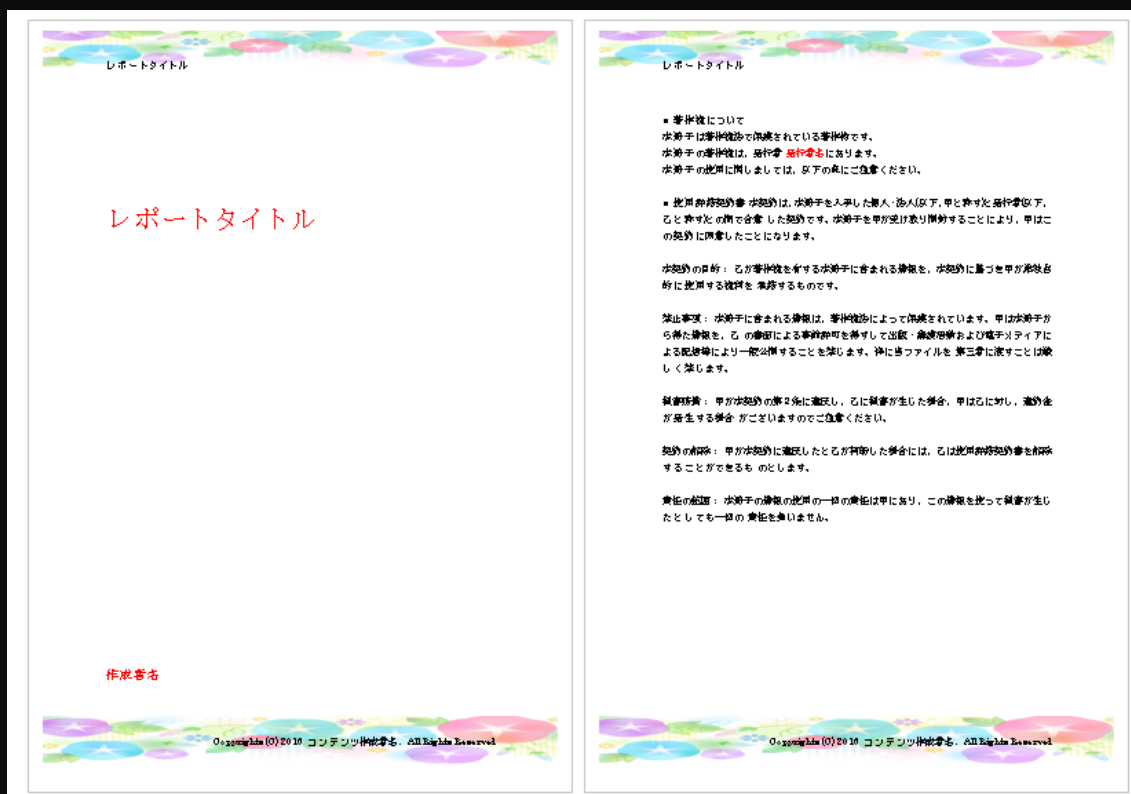 レポートタイトル
レポートタイトル
作成者名
Copyrights (C) 2016 コンテンツ作成者名. All Rights Reserved
レポートタイトル
■ 著作権について
本冊子は著作権法で保護されている著作物です。
本冊子の著作権は、発行者 発行者名にあります。
本冊子の使用に関しましては、以下の点にご注意ください。
■ 使用許諾契約書 本契約は、本冊子を入手した個人・法人(以下、甲と称す)と発行者(以下、
乙と称す)との間で合意 した契約です。本冊子を甲が受け取り開封することにより、甲はこ
の契約に同意したことになります。
本契約の目的： 乙が著作権を有する本冊子に含まれる情報を、本契約に基づき甲が非独占
的に使用する権利を 承諾するものです。
禁止事項： 本冊子に含まれる情報は、著作権法によって保護されています。甲は本冊子か
ら得た情報を、乙 の書面による事前許可を得ずして出版・講演活動および電子メディアに
よる配信等により一般公開することを禁じます。特に当ファイルを 第三者に渡すことは厳
しく禁じます。
損害賠償： 甲が本契約の第2条に違反し、乙に損害が生じた場合、甲は乙に対し、違約金
が発生する場合 がございますのでご注意ください。
契約の解除： 甲が本契約に違反したと乙が判断した場合には、乙は使用許諾契約書を解除
することができるも のとします。
責任の範囲： 本冊子の情報の使用の一切の責任は甲にあり、この情報を使って損害が生じ
たとしても一切の 責任を負いません。
Copyrights (C) 2016 コンテンツ作成者名. All Rights Reserved